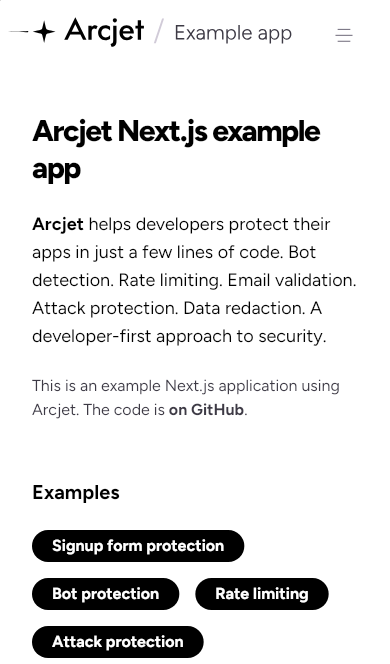 Arcjet / Example app
Arcjet Next.js example
app
Arcjet helps developers protect their
apps in just a few lines of code. Bot
detection. Rate limiting. Email validation.
Attack protection. Data redaction. A
developer-first approach to security.
This is an example Next.js application using
Arcjet. The code is on GitHub.
Examples
Signup form protection
Bot protection
Rate limiting
Attack protection